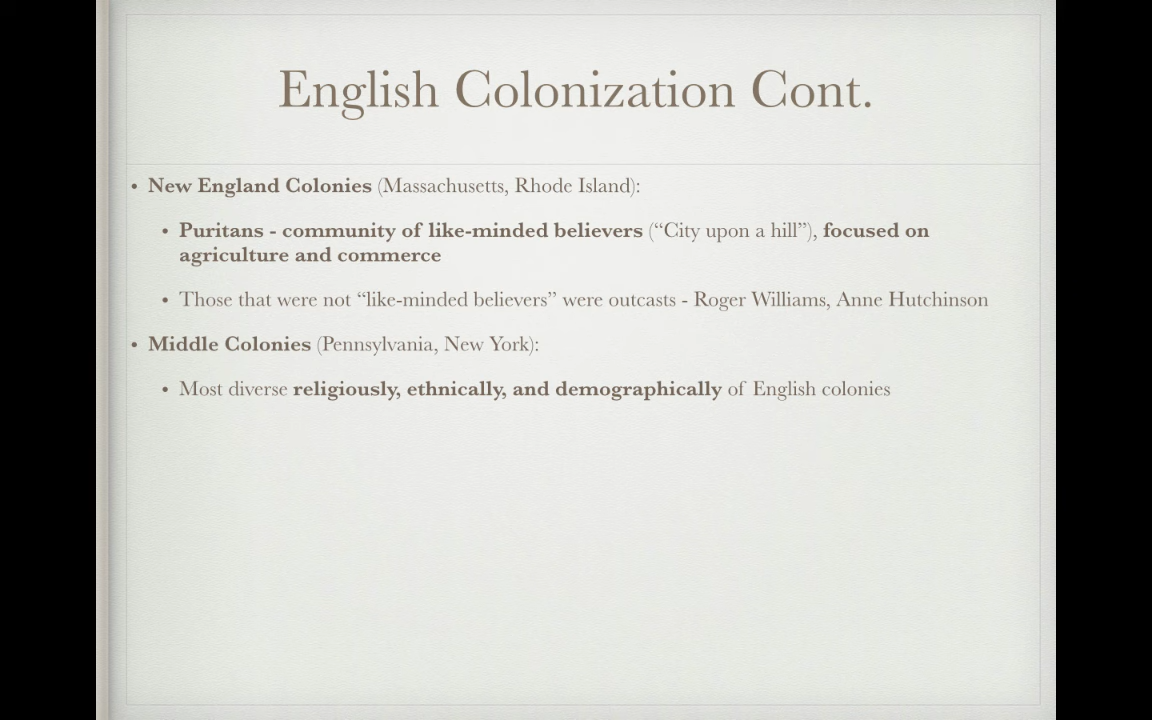 English Colonization Cont.
• New England Colonies (Massachusetts, Rhode Island):
• Puritans - community of like-minded believers (“City upon a hill”), focused on
agriculture and commerce
• Those that were not “like-minded believers” were outcasts - Roger Williams, Anne Hutchinson
• Middle Colonies (Pennsylvania, New York):
• Most diverse religiously, ethnically, and demographically of English colonies